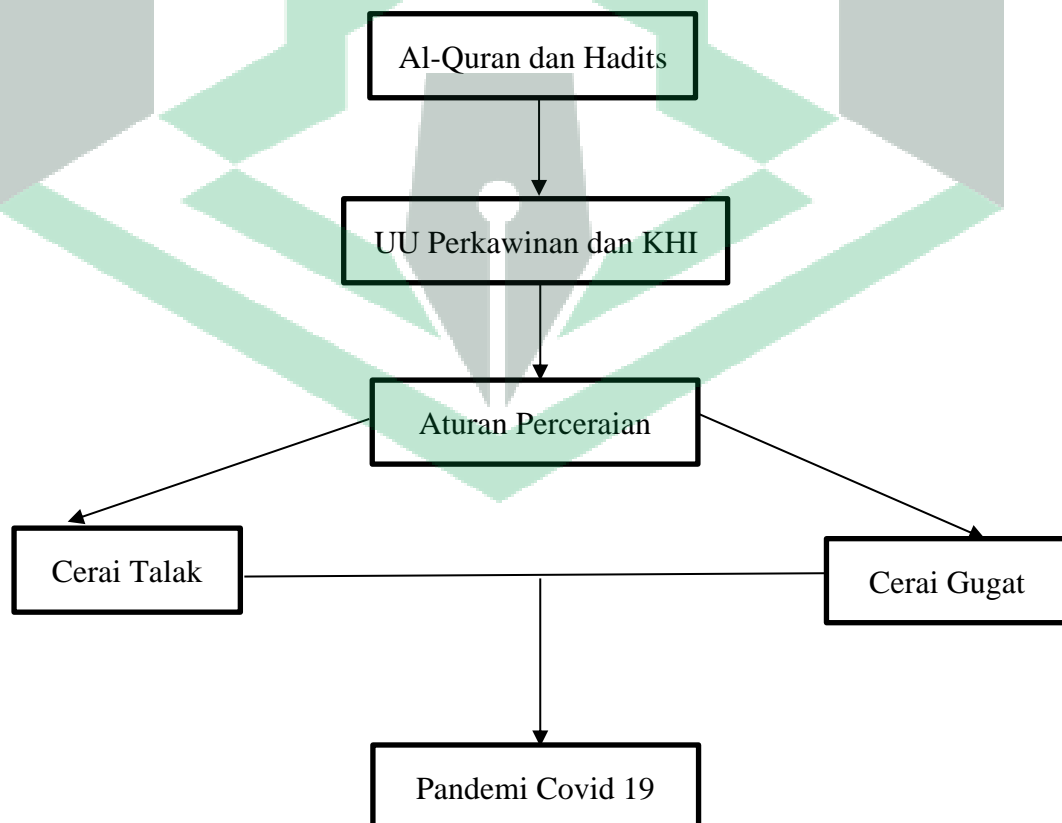 Al-Quran dan Hadits
UU Perkawinan dan KHI
Aturan Perceraian
Cerai Talak
Cerai Gugat
Pandemi Covid 19